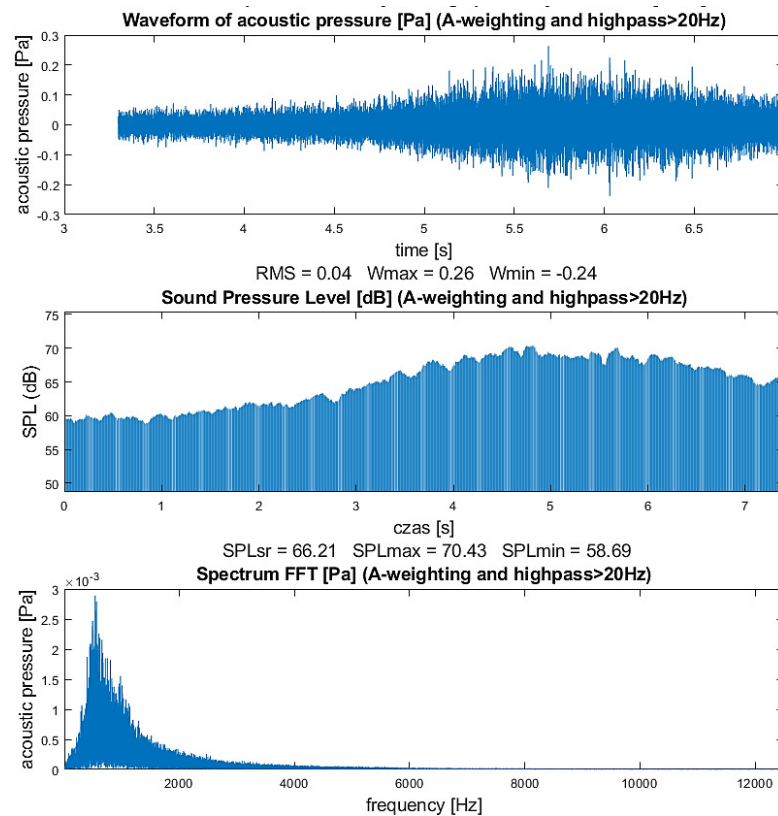 Waveform of acoustic pressure [Pa] (A-weighting and highpass>20Hz)
acoustic pressure [Pa]
0.3
0.2
0.1
0
-0.1
-0.2
-0.3
3 3.5 4 4.5 5 5.5 6 6.5
time [s]
RMS = 0.04 Wmax = 0.26 Wmin = -0.24
Sound Pressure Level [dB] (A-weighting and highpass>20Hz)
SPL (dB)
75
70
65
60
55
50
0 1 2 3 4 5 6 7
czas [s]
SPLsr = 66.21 SPLmax = 70.43 SPLmin = 58.69
×10⁻³
Spectrum FFT [Pa] (A-weighting and highpass>20Hz)
acoustic pressure [Pa]
3
2.5
2
1.5
1
0.5
0
2000 4000 6000 8000 10000 12000
frequency [Hz]